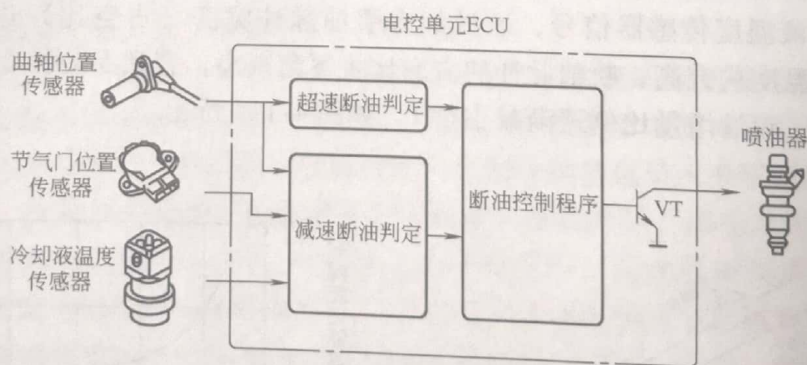 电控单元ECU
曲轴位置
传感器
超速断油判定
节气门位置
传感器
减速断油判定
断油控制程序
VT
喷油器
冷却液温度
传感器